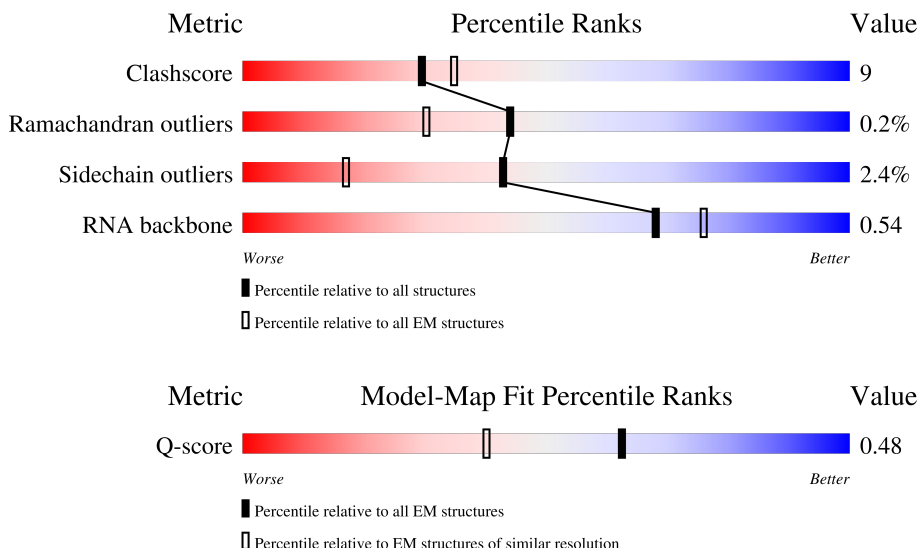 Metric Percentile Ranks Value
Clashscore 9
Ramachandran outliers 0.2%
Sidechain outliers 2.4%
RNA backbone 0.54
Worse Better
Percentile relative to all structures
Percentile relative to all EM structures
Metric Model-Map Fit Percentile Ranks Value
Q-score 0.48
Worse Better
Percentile relative to all EM structures
Percentile relative to EM structures of similar resolution